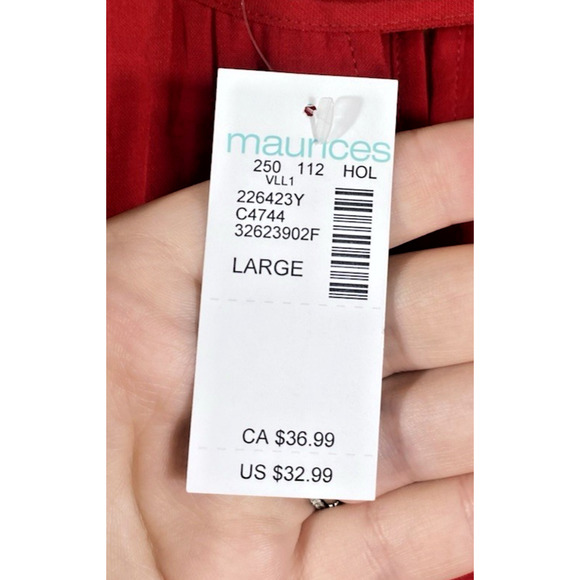 maurices
250 112 HOL
VLL1
226423Y
C4744
32623902F
LARGE
CA $36.99
US $32.99